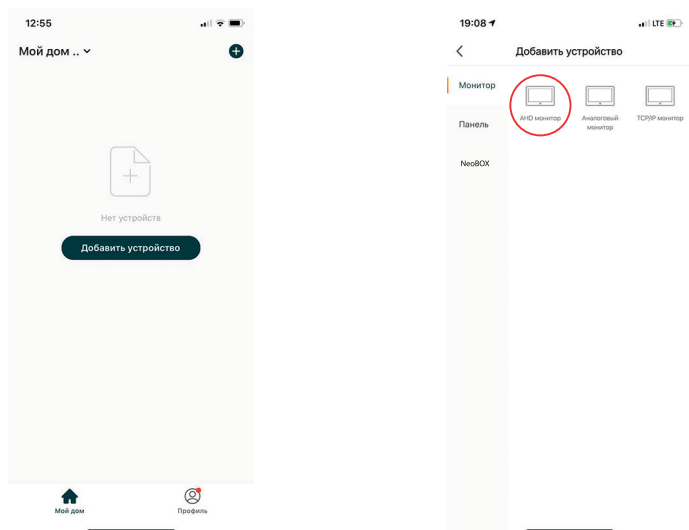 12:55
Мой дом ..
Нет устройств
Добавить устройство
Мой дом
Профиль
19:08
LTE
Добавить устройство
Монитор
Панель
NeoBOX
AHD монитор
Аналоговый
монитор
TCP/IP монитор